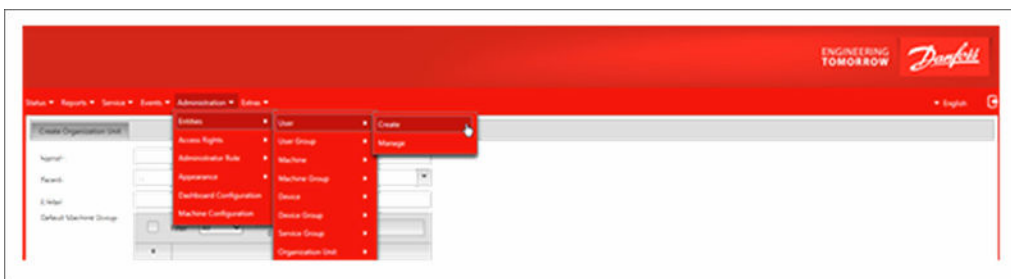 ENGINEERING
TOMORROW
Danfoss
Status Reports Service Events Administration Extras English
Create Organization Unit
Name*:
Parent:
E-Mail:
Default Machine Group:
Entities
Access Rights
Administrator Role
Appearance
Dashboard Configuration
Machine Configuration
User
User Group
Machine
Machine Group
Device
Device Group
Service Group
Organization Unit
Create
Manage